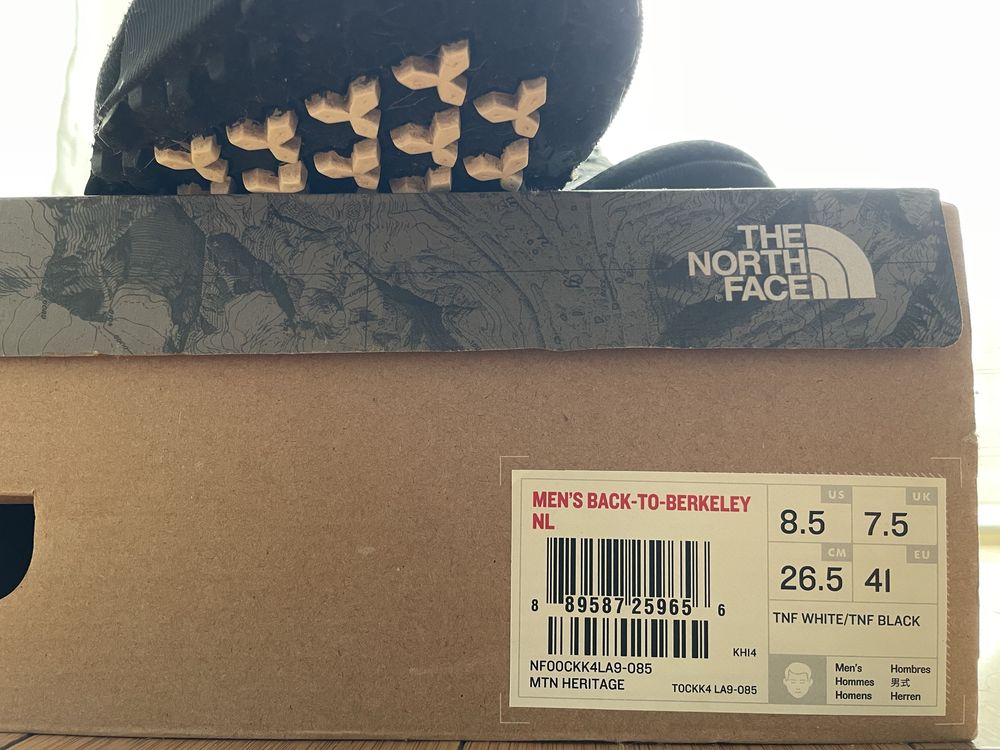 THE
NORTH
FACE
MEN'S BACK-TO-BERKELEY
NL
8 89587 25965 6
KHI4
NF00CKK4LA9-085
MTN HERITAGE
T0CKK4 LA9-085
US
8.5
UK
7.5
CM
26.5
EU
41
TNF WHITE/TNF BLACK
Men's
Hommes
Homens
Hombres
男式
Herren